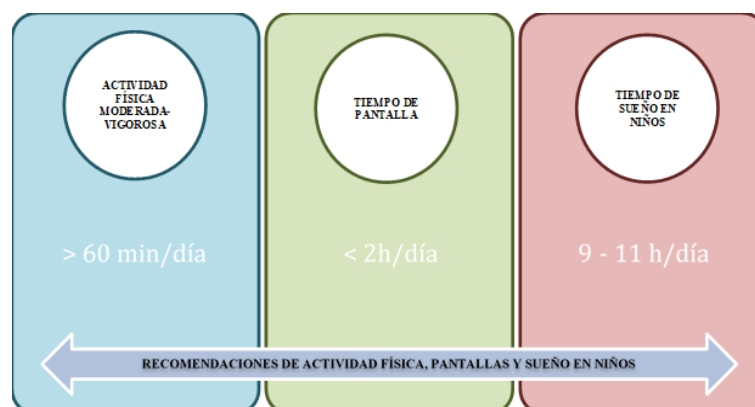 ACTIVIDAD
FÍSICA
MODERADA-
VIGOROSA
TIEMPO DE
PANTALLA
TIEMPO DE
SUEÑO EN
NIÑOS
> 60 min/día
< 2h/día
9 - 11 h/día
RECOMENDACIONES DE ACTIVIDAD FÍSICA, PANTALLAS Y SUEÑO EN NIÑOS